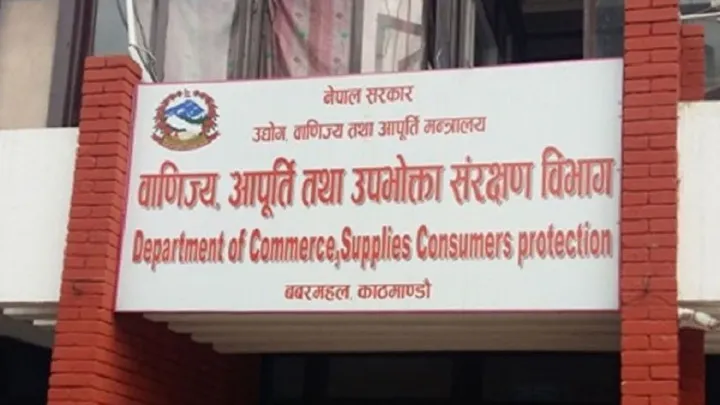 नेपाल सरकार
उद्योग, वाणिज्य तथा आपूर्ति मन्त्रालय
वाणिज्य, आपूर्ति तथा उपभोक्ता संरक्षण विभाग
Department of Commerce,Supplies Consumers protection
बबरमहल, काठमाण्डौ